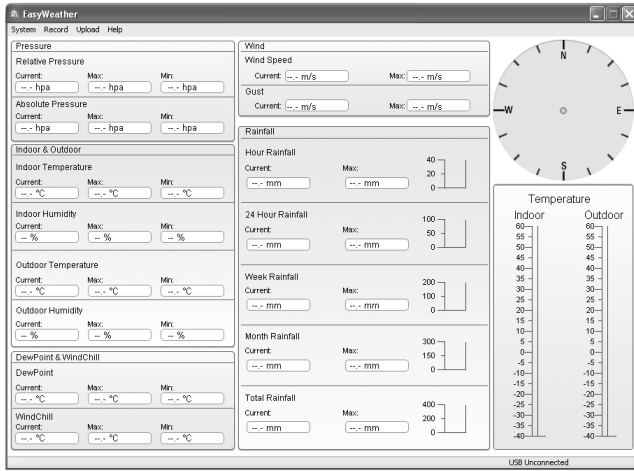 EasyWeather
System Record Upload Help
Pressure
Relative Pressure
Current: Max: Min:
--.- hpa --.- hpa --.- hpa
Absolute Pressure
Current: Max: Min:
--.- hpa --.- hpa --.- hpa
Indoor & Outdoor
Indoor Temperature
Current: Max: Min:
--.- °C --.- °C --.- °C
Indoor Humidity
Current: Max: Min:
-- % -- % -- %
Outdoor Temperature
Current: Max: Min:
--.- °C --.- °C --.- °C
Outdoor Humidity
Current: Max: Min:
-- % -- % -- %
DewPoint & WindChill
DewPoint
Current: Max: Min:
--.- °C --.- °C --.- °C
WindChill
Current: Max: Min:
--.- °C --.- °C --.- °C
Wind
Wind Speed
Current: --.- m/s Max: --.- m/s
Gust
Current: --.- m/s Max: --.- m/s
Rainfall
Hour Rainfall
Current: Max:
--.- mm --.- mm
40
20
0
24 Hour Rainfall
Current: Max:
--.- mm --.- mm
100
50
0
Week Rainfall
Current: Max:
--.- mm --.- mm
200
100
0
Month Rainfall
Current: Max:
--.- mm --.- mm
300
150
0
Total Rainfall
Current: Max:
--.- mm --.- mm
400
200
0
N
W E
S
Temperature
Indoor Outdoor
60 60
55 55
50 50
45 45
40 40
35 35
30 30
25 25
20 20
15 15
10 10
5 5
0 0
-5 -5
-10 -10
-15 -15
-20 -20
-25 -25
-30 -30
-35 -35
-40 -40
USB Unconnected